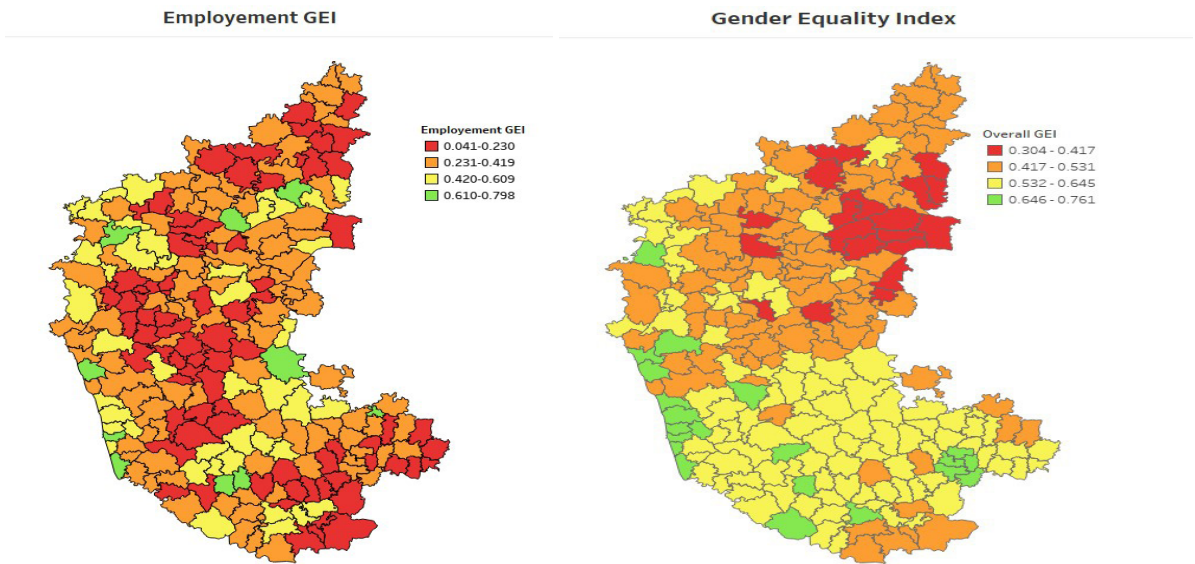 Employement GEI
Employement GEI
0.041-0.230
0.231-0.419
0.420-0.609
0.610-0.798
Gender Equality Index
Overall GEI
0.304 - 0.417
0.417 - 0.531
0.532 - 0.645
0.646 - 0.761